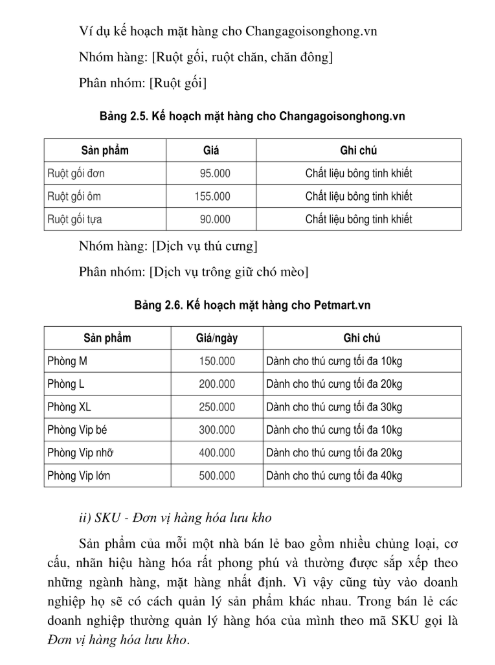 Ví dụ kế hoạch mặt hàng cho Changagoisonghong.vn
Nhóm hàng: [Ruột gối, ruột chăn, chăn đông]
Phân nhóm: [Ruột gối]
Bảng 2.5. Kế hoạch mặt hàng cho Changagoisonghong.vn
Sản phẩm Giá Ghi chú
Ruột gối đơn 95.000 Chất liệu bông tinh khiết
Ruột gối ôm 155.000 Chất liệu bông tinh khiết
Ruột gối tựa 90.000 Chất liệu bông tinh khiết
Nhóm hàng: [Dịch vụ thú cưng]
Phân nhóm: [Dịch vụ trông giữ chó mèo]
Bảng 2.6. Kế hoạch mặt hàng cho Petmart.vn
Sản phẩm Giá/ngày Ghi chú
Phòng M 150.000 Dành cho thú cưng tối đa 10kg
Phòng L 200.000 Dành cho thú cưng tối đa 20kg
Phòng XL 250.000 Dành cho thú cưng tối đa 30kg
Phòng Vip bé 300.000 Dành cho thú cưng tối đa 10kg
Phòng Vip nhỡ 400.000 Dành cho thú cưng tối đa 20kg
Phòng Vip lớn 500.000 Dành cho thú cưng tối đa 40kg
ii) SKU - Đơn vị hàng hóa lưu kho
Sản phẩm của mỗi một nhà bán lẻ bao gồm nhiều chủng loại, cơ
cấu, nhãn hiệu hàng hóa rất phong phú và thường được sắp xếp theo
những ngành hàng, mặt hàng nhất định. Vì vậy cũng tùy vào doanh
nghiệp họ sẽ có cách quản lý sản phẩm khác nhau. Trong bán lẻ các
doanh nghiệp thường quản lý hàng hóa của mình theo mã SKU gọi là
Đơn vị hàng hóa lưu kho.